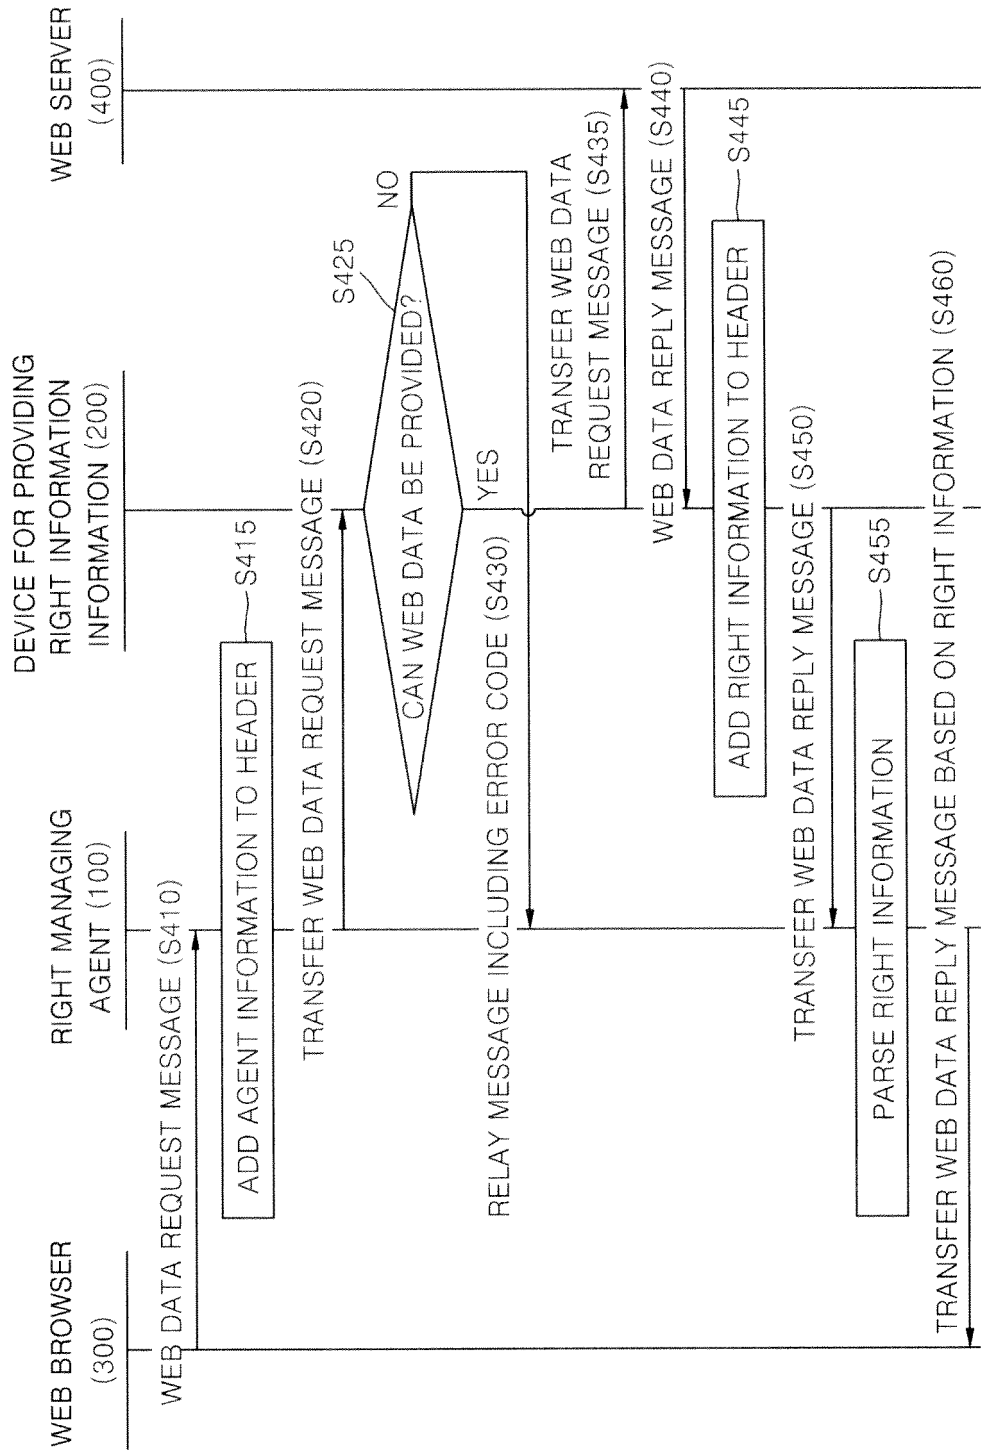 WEB BROWSER
(300)
RIGHT MANAGING
AGENT (100)
DEVICE FOR PROVIDING
RIGHT INFORMATION
INFORMATION (200)
WEB SERVER
(400)
WEB DATA REQUEST MESSAGE (S410)
ADD AGENT INFORMATION TO HEADER
S415
TRANSFER WEB DATA REQUEST MESSAGE (S420)
S425
CAN WEB DATA BE PROVIDED?
NO
YES
RELAY MESSAGE INCLUDING ERROR CODE (S430)
TRANSFER WEB DATA
REQUEST MESSAGE (S435)
WEB DATA REPLY MESSAGE (S440)
ADD RIGHT INFORMATION TO HEADER
S445
TRANSFER WEB DATA REPLY MESSAGE (S450)
PARSE RIGHT INFORMATION
S455
TRANSFER WEB DATA REPLY MESSAGE BASED ON RIGHT INFORMATION (S460)